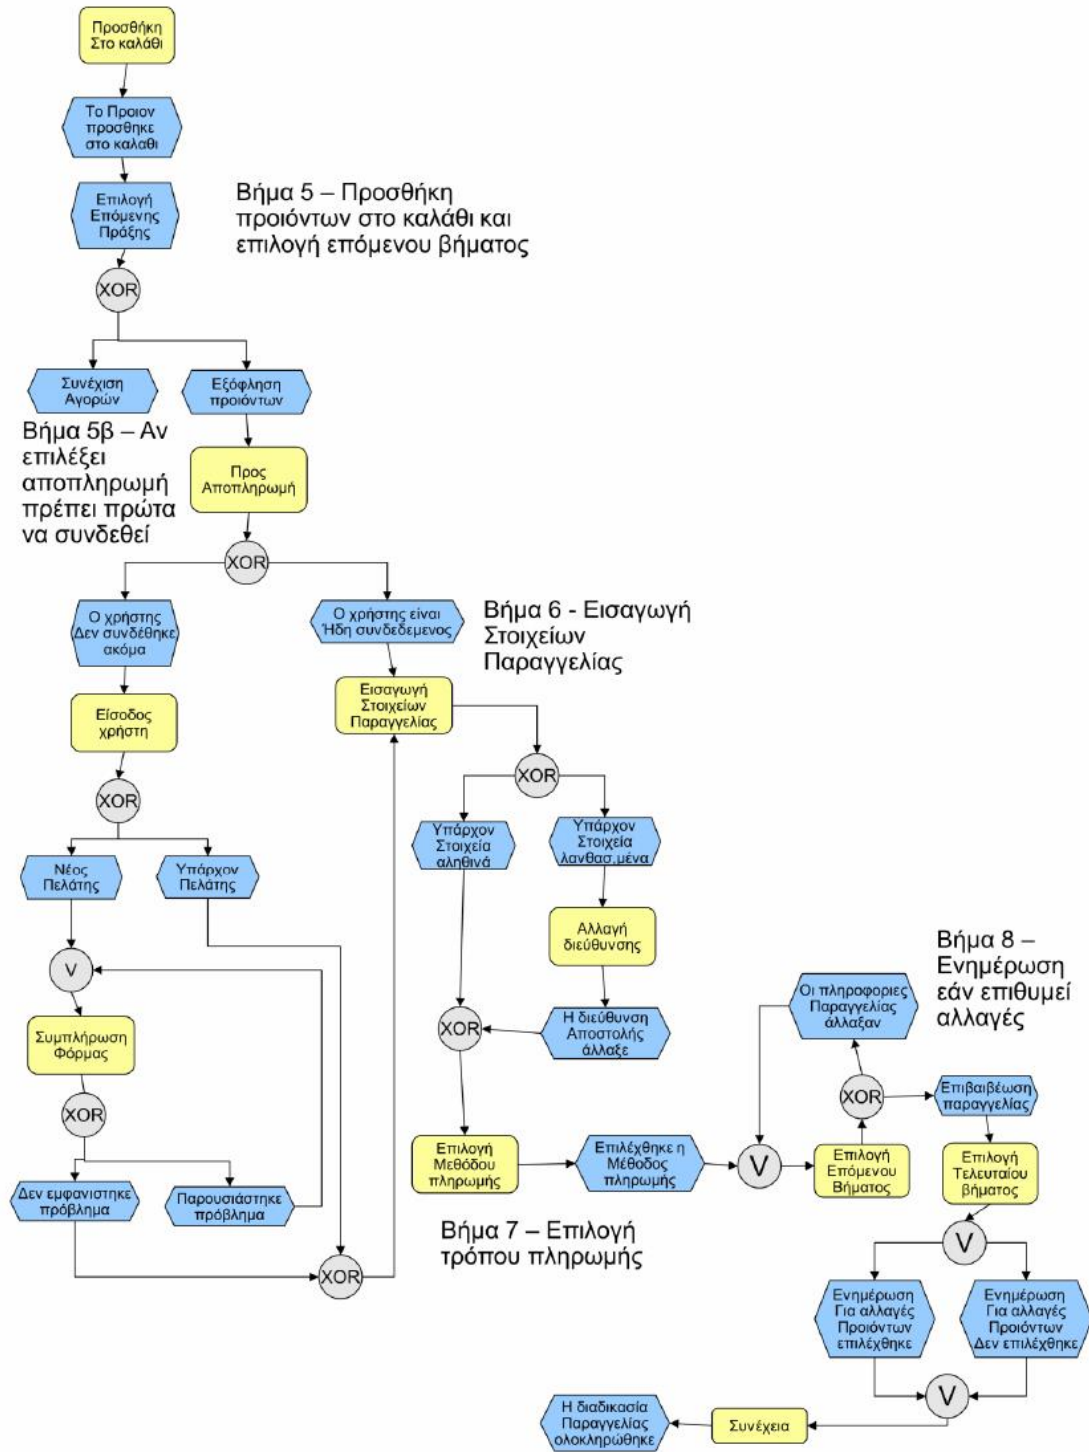 Προσθήκη
Στο καλάθι
Το Προιον
προσθηκε
στο καλαθι
Επιλογή
Επόμενης
Πράξης
Βήμα 5 – Προσθήκη
προιόντων στο καλάθι και
επιλογή επόμενου βήματος
XOR
Συνέχιση
Αγορών
Εξόφληση
προιόντων
Βήμα 5β – Αν
επιλέξει
αποπληρωμή
πρέπει πρώτα
να συνδεθεί
Προς
Αποπληρωμή
XOR
Ο χρήστης
Δεν συνδέθηκε
ακόμα
Ο χρήστης είναι
Ήδη συνδεδεμενος
Βήμα 6 - Εισαγωγή
Στοιχείων
Παραγγελίας
Είσοδος
χρήστη
Εισαγωγή
Στοιχείων
Παραγγελίας
XOR
XOR
Υπάρχον
Στοιχεία
αληθινά
Υπάρχον
Στοιχεία
λανθασ,μένα
Νέος
Πελάτης
Υπάρχον
Πελάτης
Αλλαγή
διεύθυνσης
V
Βήμα 8 –
Ενημέρωση
εάν επιθυμεί
αλλαγές
Οι πληροφοριες
Παραγγελίας
άλλαξαν
Συμπλήρωση
Φόρμας
XOR
Η διεύθυνση
Αποστολής
άλλαξε
XOR
XOR
Επιβαιβέωση
παραγγελίας
Επιλογή
Μεθόδου
πληρωμής
Επιλέχθηκε η
Μέθοδος
πληρωμής
V
Επιλογή
Επόμενου
Βήματος
Επιλογή
Τελευταίου
βήματος
Δεν εμφανιστηκε
πρόβλημα
Παρουσιάστηκε
πρόβλημα
Βήμα 7 – Επιλογή
τρόπου πληρωμής
V
XOR
Ενημέρωση
Για αλλαγές
Προιόντων
επιλέχθηκε
Ενημέρωση
Για αλλαγές
Προιόντων
Δεν επιλέχθηκε
V
Η διαδικασία
Παραγγελίας
ολοκληρώθηκε
Συνέχεια